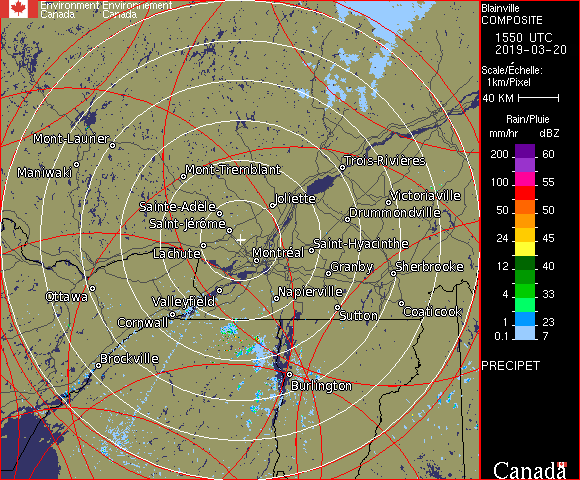 Environment Environnement
Canada Canada
Blainville
COMPOSITE
1550 UTC
2019-03-20
Scale/Échelle:
1km/Pixel
40 KM
Rain/Pluie
mm/hr dBZ
200 60
100 55
50 50
24 45
12 40
4 33
1 23
0.1 7
PRECIPET
Canada
Mont-Laurier
Maniwaki
Mont-Tremblant
Trois-Rivières
Joliette
Victoriaville
Sainte-Adèle
Drummondville
Saint-Jérôme
Saint-Hyacinthe
Lachute
Montréal
Granby
Sherbrooke
Ottawa
Valleyfield
Napierville
Coaticook
Cornwall
Sutton
Brockville
Burlington